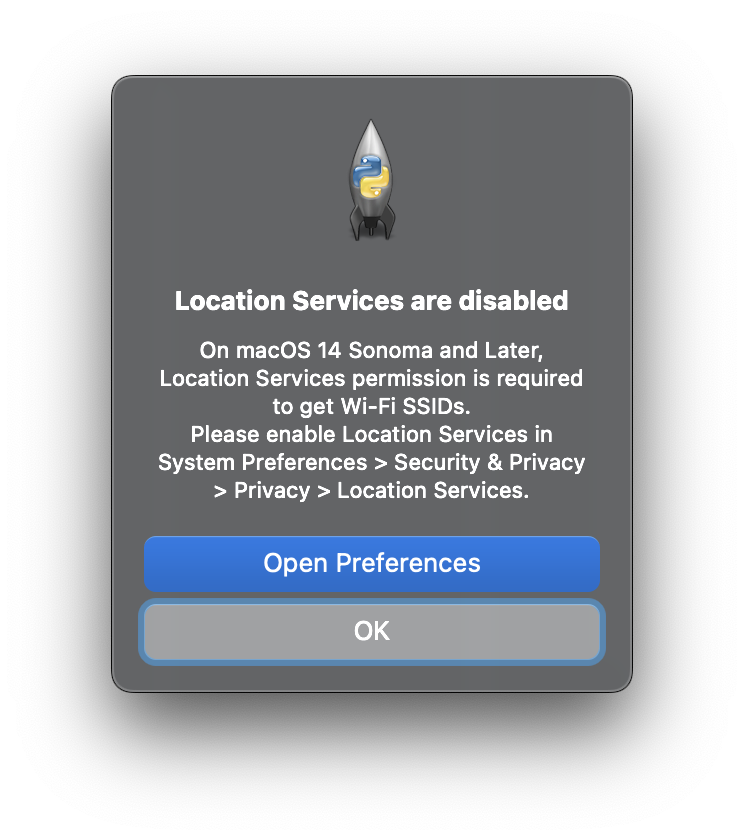 Location Services are disabled
On macOS 14 Sonoma and Later,
Location Services permission is required
to get Wi-Fi SSIDs.
Please enable Location Services in
System Preferences > Security & Privacy
> Privacy > Location Services.
Open Preferences
OK